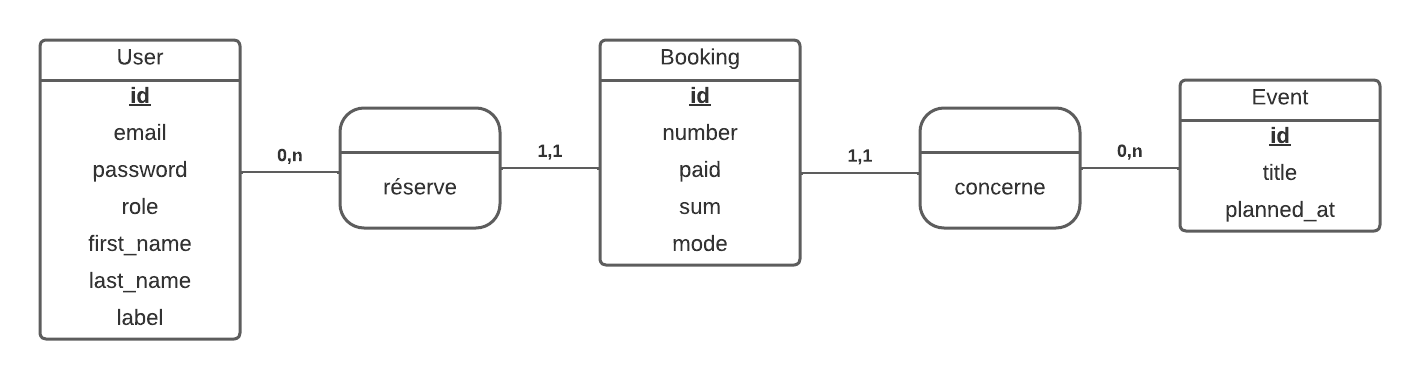 User
id
email
password
role
first_name
last_name
label
0,n
réserve
1,1
Booking
id
number
paid
sum
mode
1,1
concerne
0,n
Event
id
title
planned_at